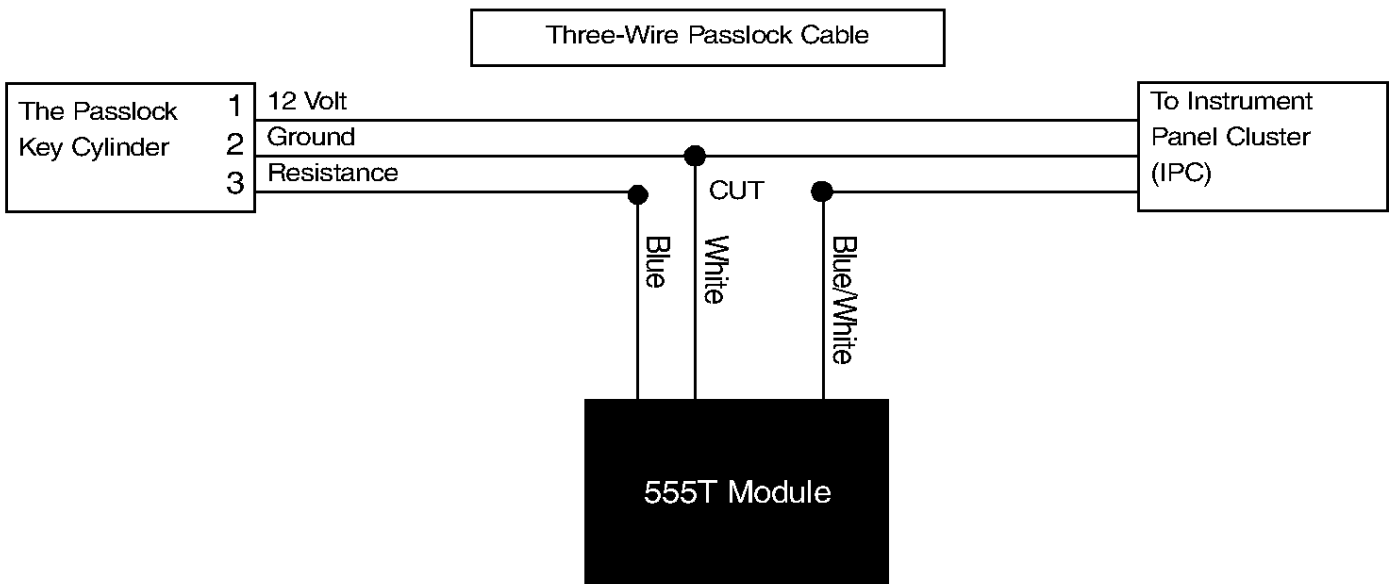 Three-Wire Passlock Cable
The Passlock
Key Cylinder
1
2
3
12 Volt
Ground
Resistance
To Instrument
Panel Cluster
(IPC)
CUT
Blue
White
Blue/White
555T Module